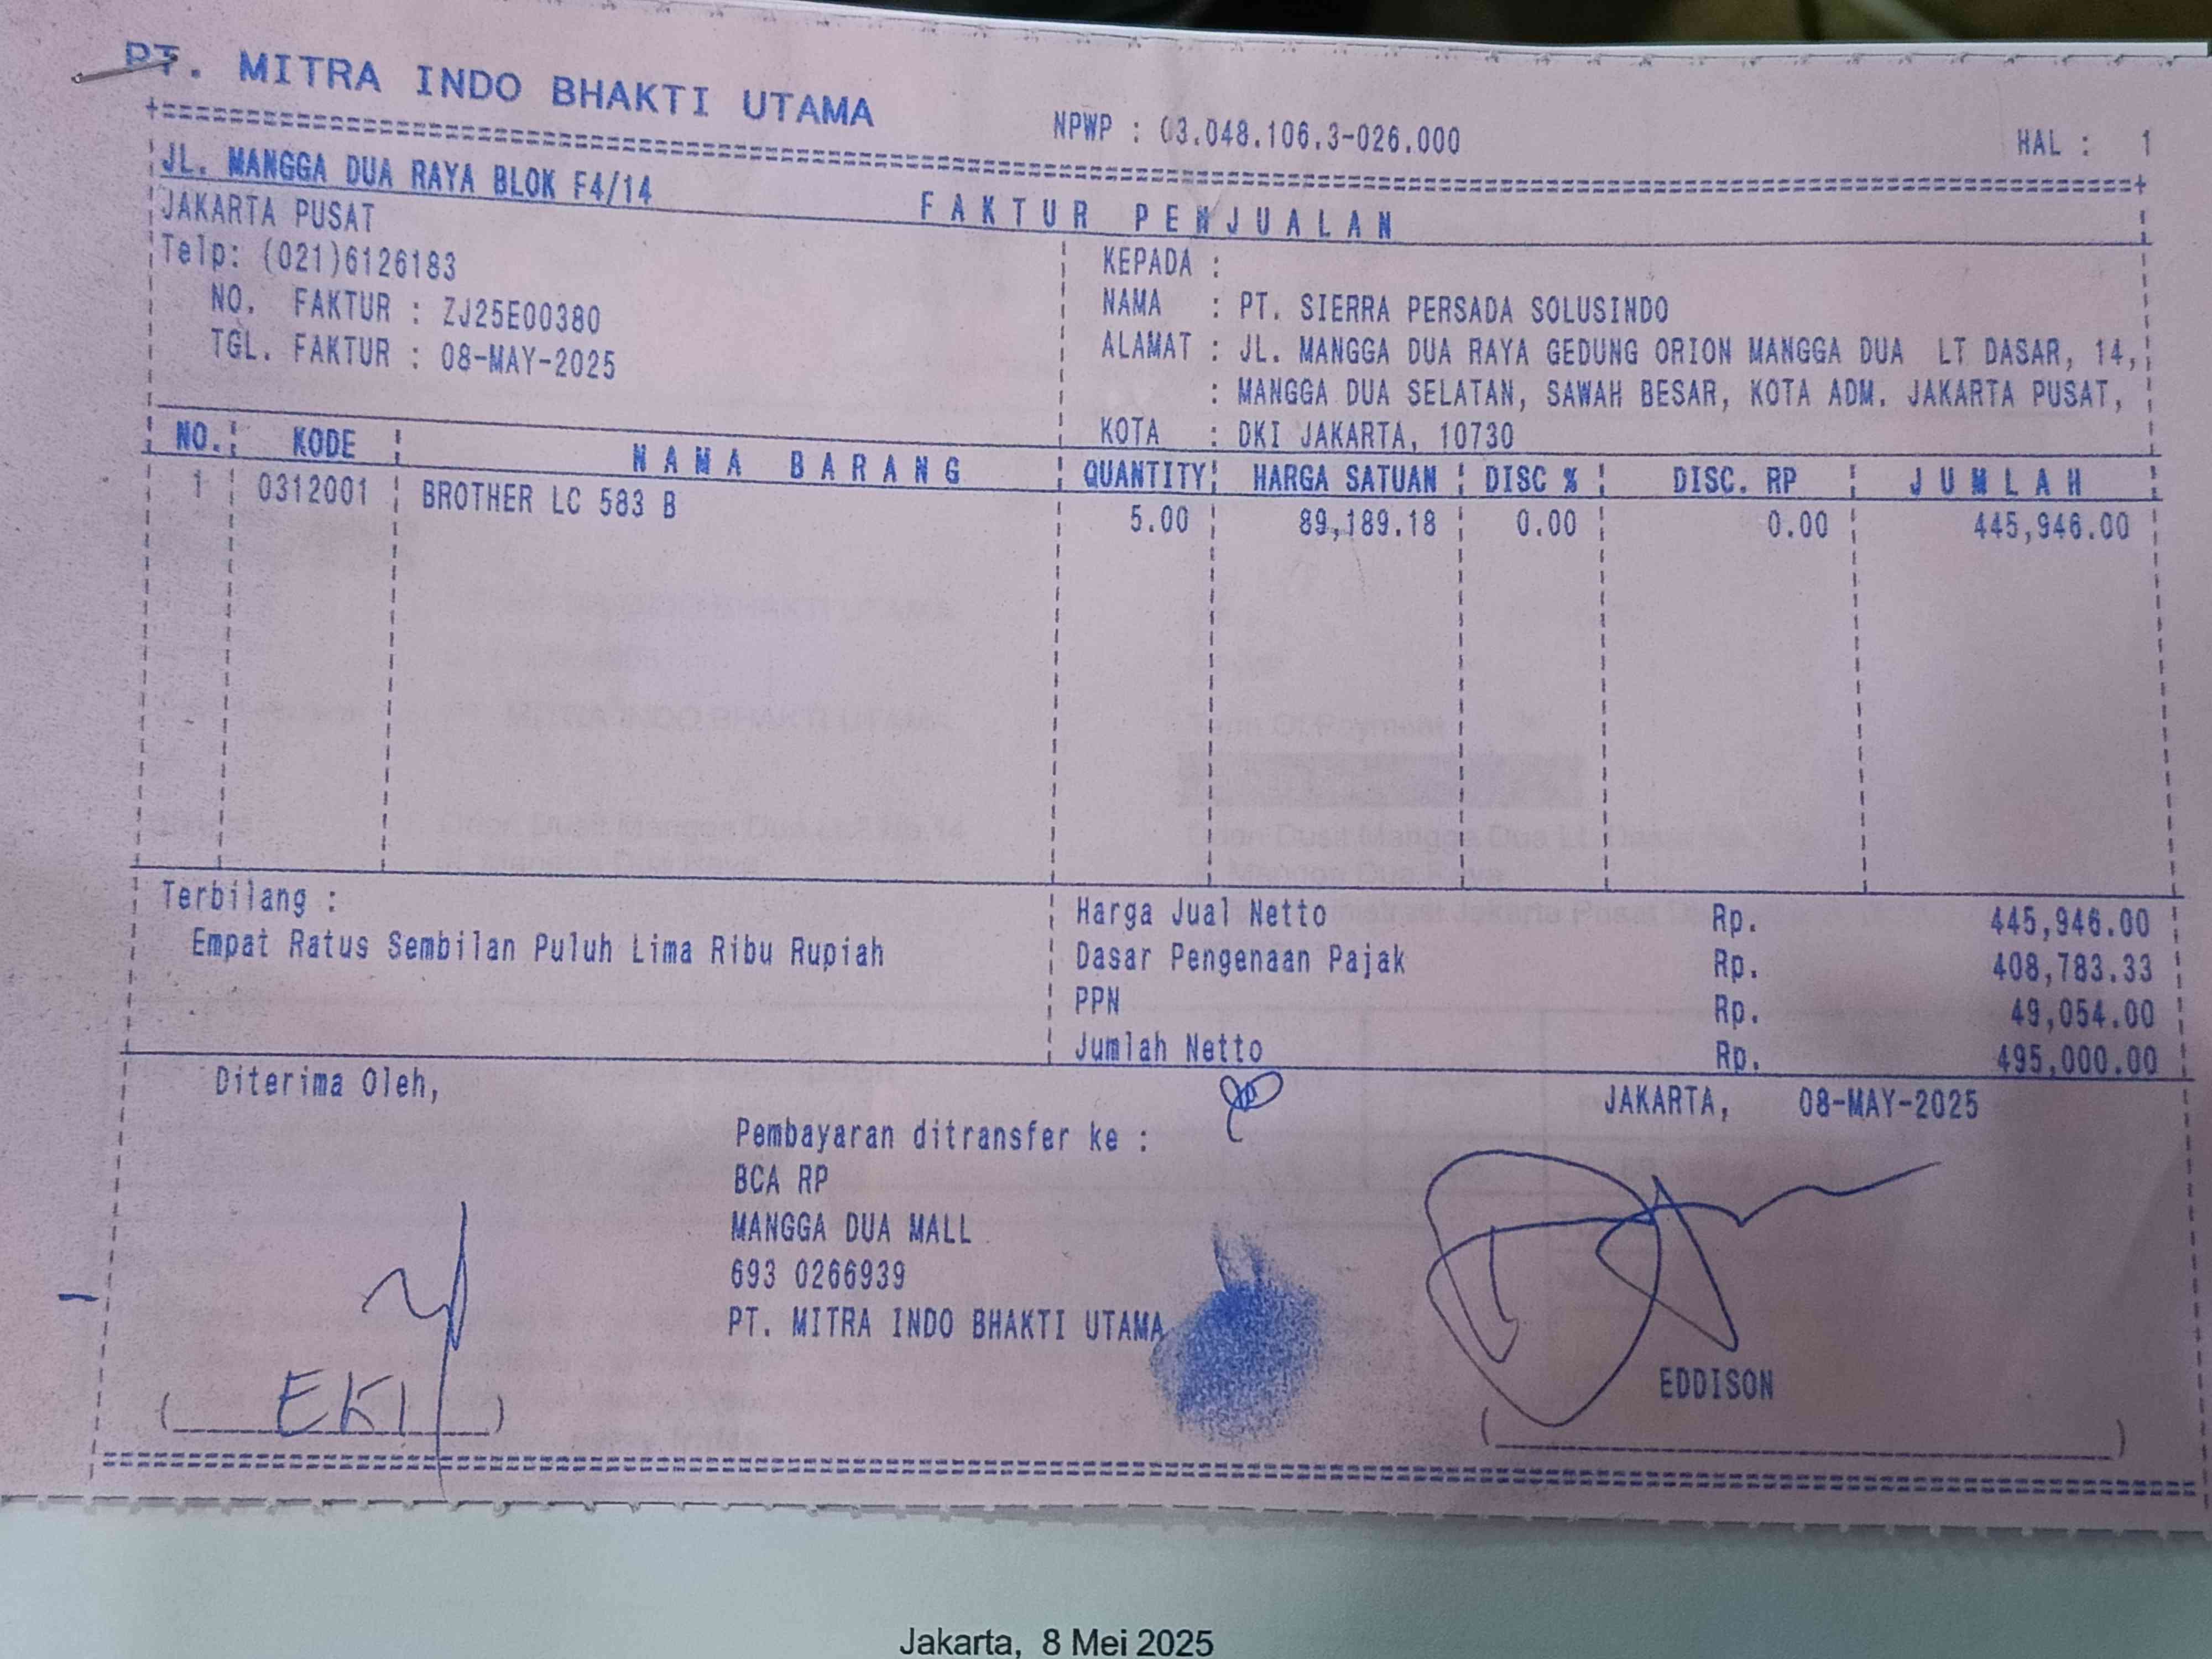 PT. MITRA INDO BHAKTI UTAMA
NPWP : 03.048.106.3-026.000
HAL : 1
JL. MANGGA DUA RAYA BLOK F4/14
JAKARTA PUSAT
Telp: (021)6126183
NO. FAKTUR : ZJ25E00380
TGL. FAKTUR : 08-MAY-2025
FAKTUR PENJUALAN
KEPADA :
NAMA : PT. SIERRA PERSADA SOLUSINDO
ALAMAT : JL. MANGGA DUA RAYA GEDUNG ORION MANGGA DUA LT DASAR, 14,
: MANGGA DUA SELATAN, SAWAH BESAR, KOTA ADM. JAKARTA PUSAT,
KOTA : DKI JAKARTA, 10730
NO. KODE NAMA BARANG QUANTITY HARGA SATUAN DISC % DISC. RP JUMLAH
1 0312001 BROTHER LC 583 B 5.00 89,189.18 0.00 0.00 445,946.00
Terbilang :
Empat Ratus Sembilan Puluh Lima Ribu Rupiah
Harga Jual Netto Rp. 445,946.00
Dasar Pengenaan Pajak Rp. 408,783.33
PPN Rp. 49,054.00
Jumlah Netto Rp. 495,000.00
Diterima Oleh,
JAKARTA, 08-MAY-2025
Pembayaran ditransfer ke :
BCA RP
MANGGA DUA MALL
693 0266939
PT. MITRA INDO BHAKTI UTAMA
EDDISON
(EKI)
Jakarta, 8 Mei 2025